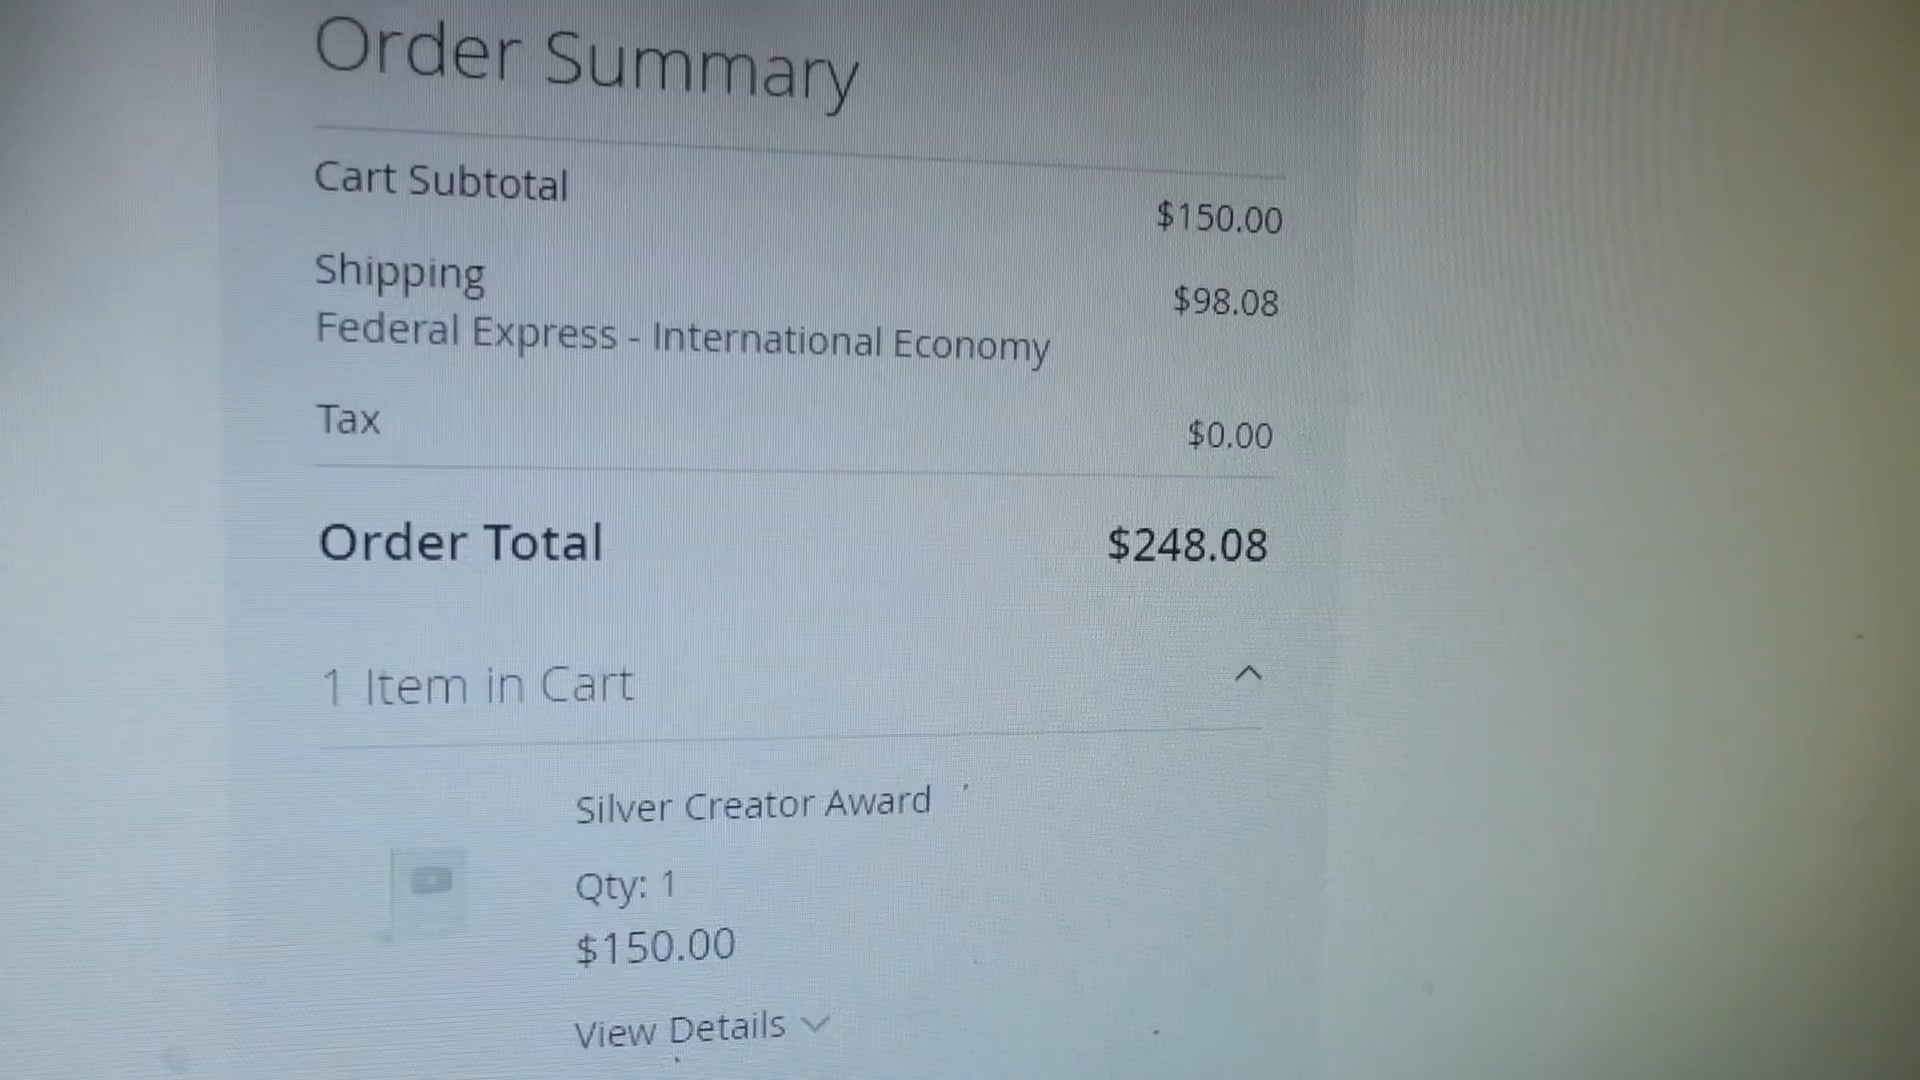 Order Summary
Cart Subtotal $150.00
Shipping $98.08
Federal Express - International Economy
Tax $0.00
Order Total $248.08
1 Item in Cart
Silver Creator Award
Qty: 1
$150.00
View Details